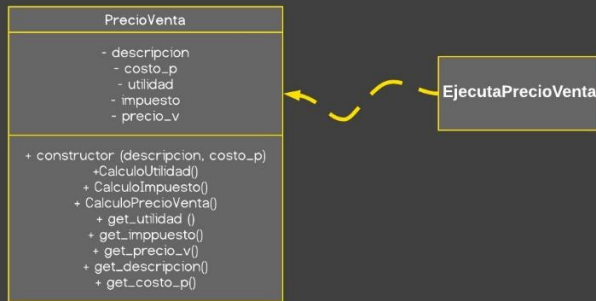 PrecioVenta
- descripcion
- costo_p
- utilidad
- impuesto
- precio_v
+ constructor (descripcion, costo_p)
+CalculoUtilidad()
+ CalculoImpuesto()
+ CalculoPrecioVenta()
+ get_utilidad ()
+ get_imppuesto()
+ get_precio_v()
+ get_descripcion()
+ get_costo_p()
EjecutaPrecioVenta